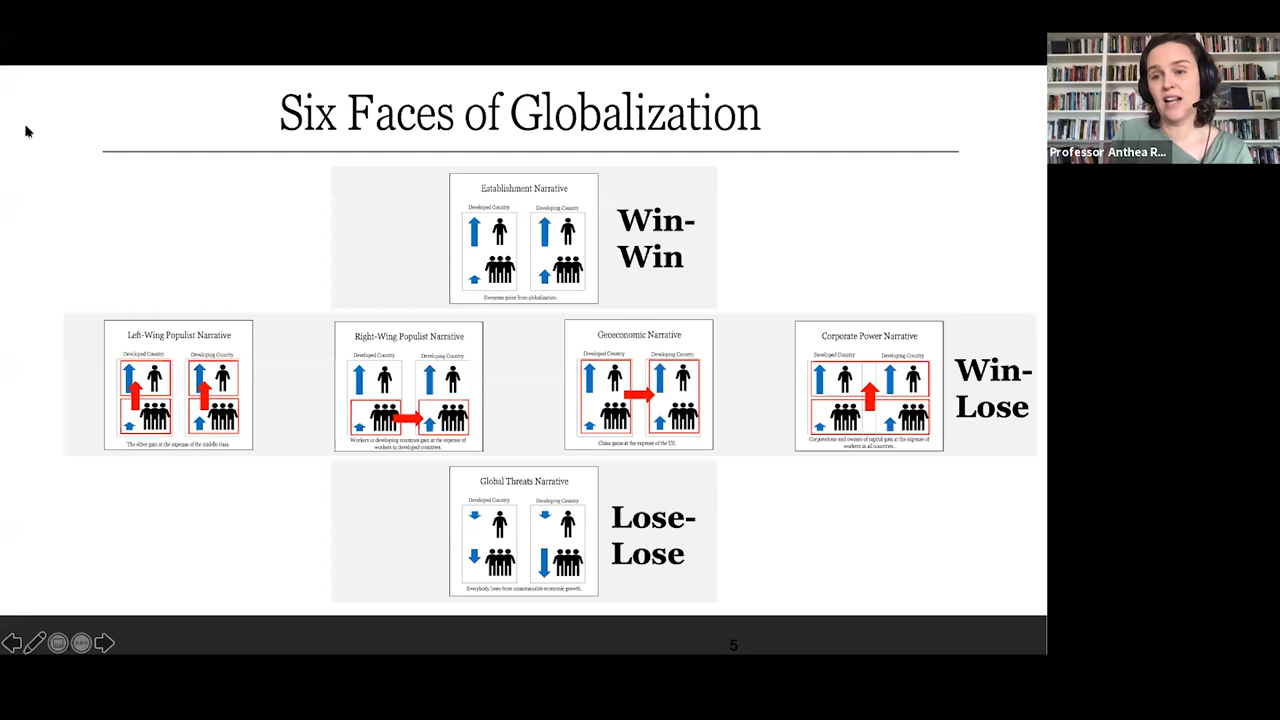 Six Faces of Globalization
Professor Anthea R...
Establishment Narrative
Developed Country
Developing Country
Everyone gains from globalization.
Win-
Win
Left-Wing Populist Narrative
Developed Country
Developing Country
The elites gain at the expense of the middle class.
Right-Wing Populist Narrative
Developed Country
Developing Country
Workers in developing countries gain at the expense of
workers in developed countries.
Geoeconomic Narrative
Developed Country
Developing Country
China gains at the expense of the US.
Corporate Power Narrative
Developed Country
Developing Country
Corporations and owners of capital gain at the expense of
workers in all countries.
Win-
Lose
Global Threats Narrative
Developed Country
Developing Country
Everybody loses from unsustainable economic growth.
Lose-
Lose
5